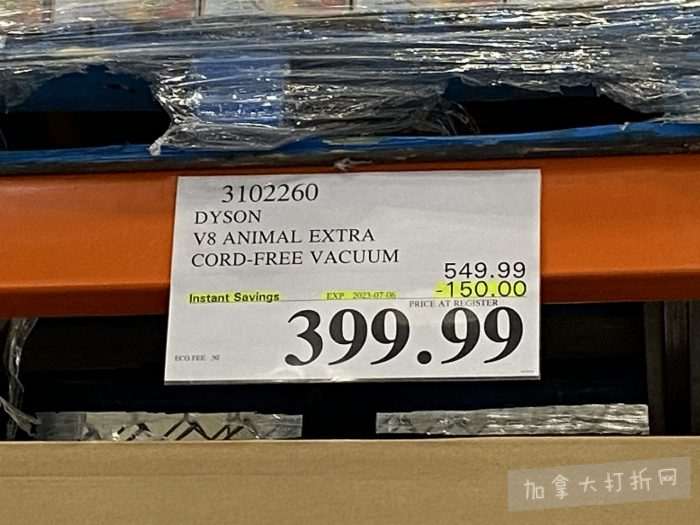 3102260
DYSON
V8 ANIMAL EXTRA
CORD-FREE VACUUM
549.99
Instant Savings EXP. 2023-07-06 -150.00
PRICE AT REGISTER
399.99
ECO FEE
加拿大打折网